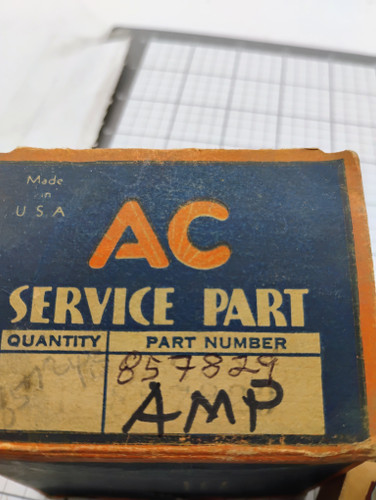 Made
in
U.S.A
AC
SERVICE PART
QUANTITY PART NUMBER
857829
AMP